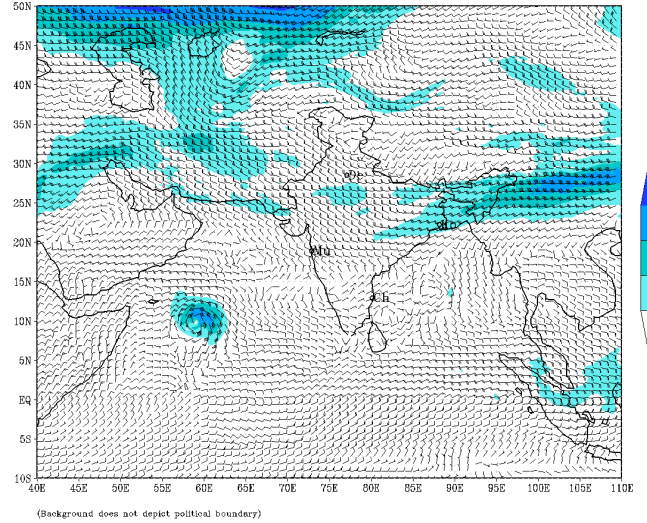 50N
45N
40N
35N
30N
25N
20N
15N
10N
5N
EQ
5S
10S
De
Mu
Ch
40E 45E 50E 55E 60E 65E 70E 75E 80E 85E 90E 95E 100E 105E 110E
(Background does not depict political boundary)